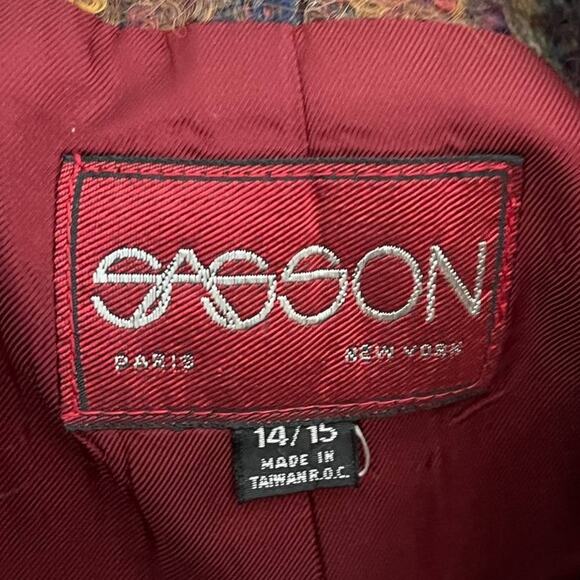 SASSON
PARIS NEW YORK
14/15
MADE IN
TAIWAN R.O.C.